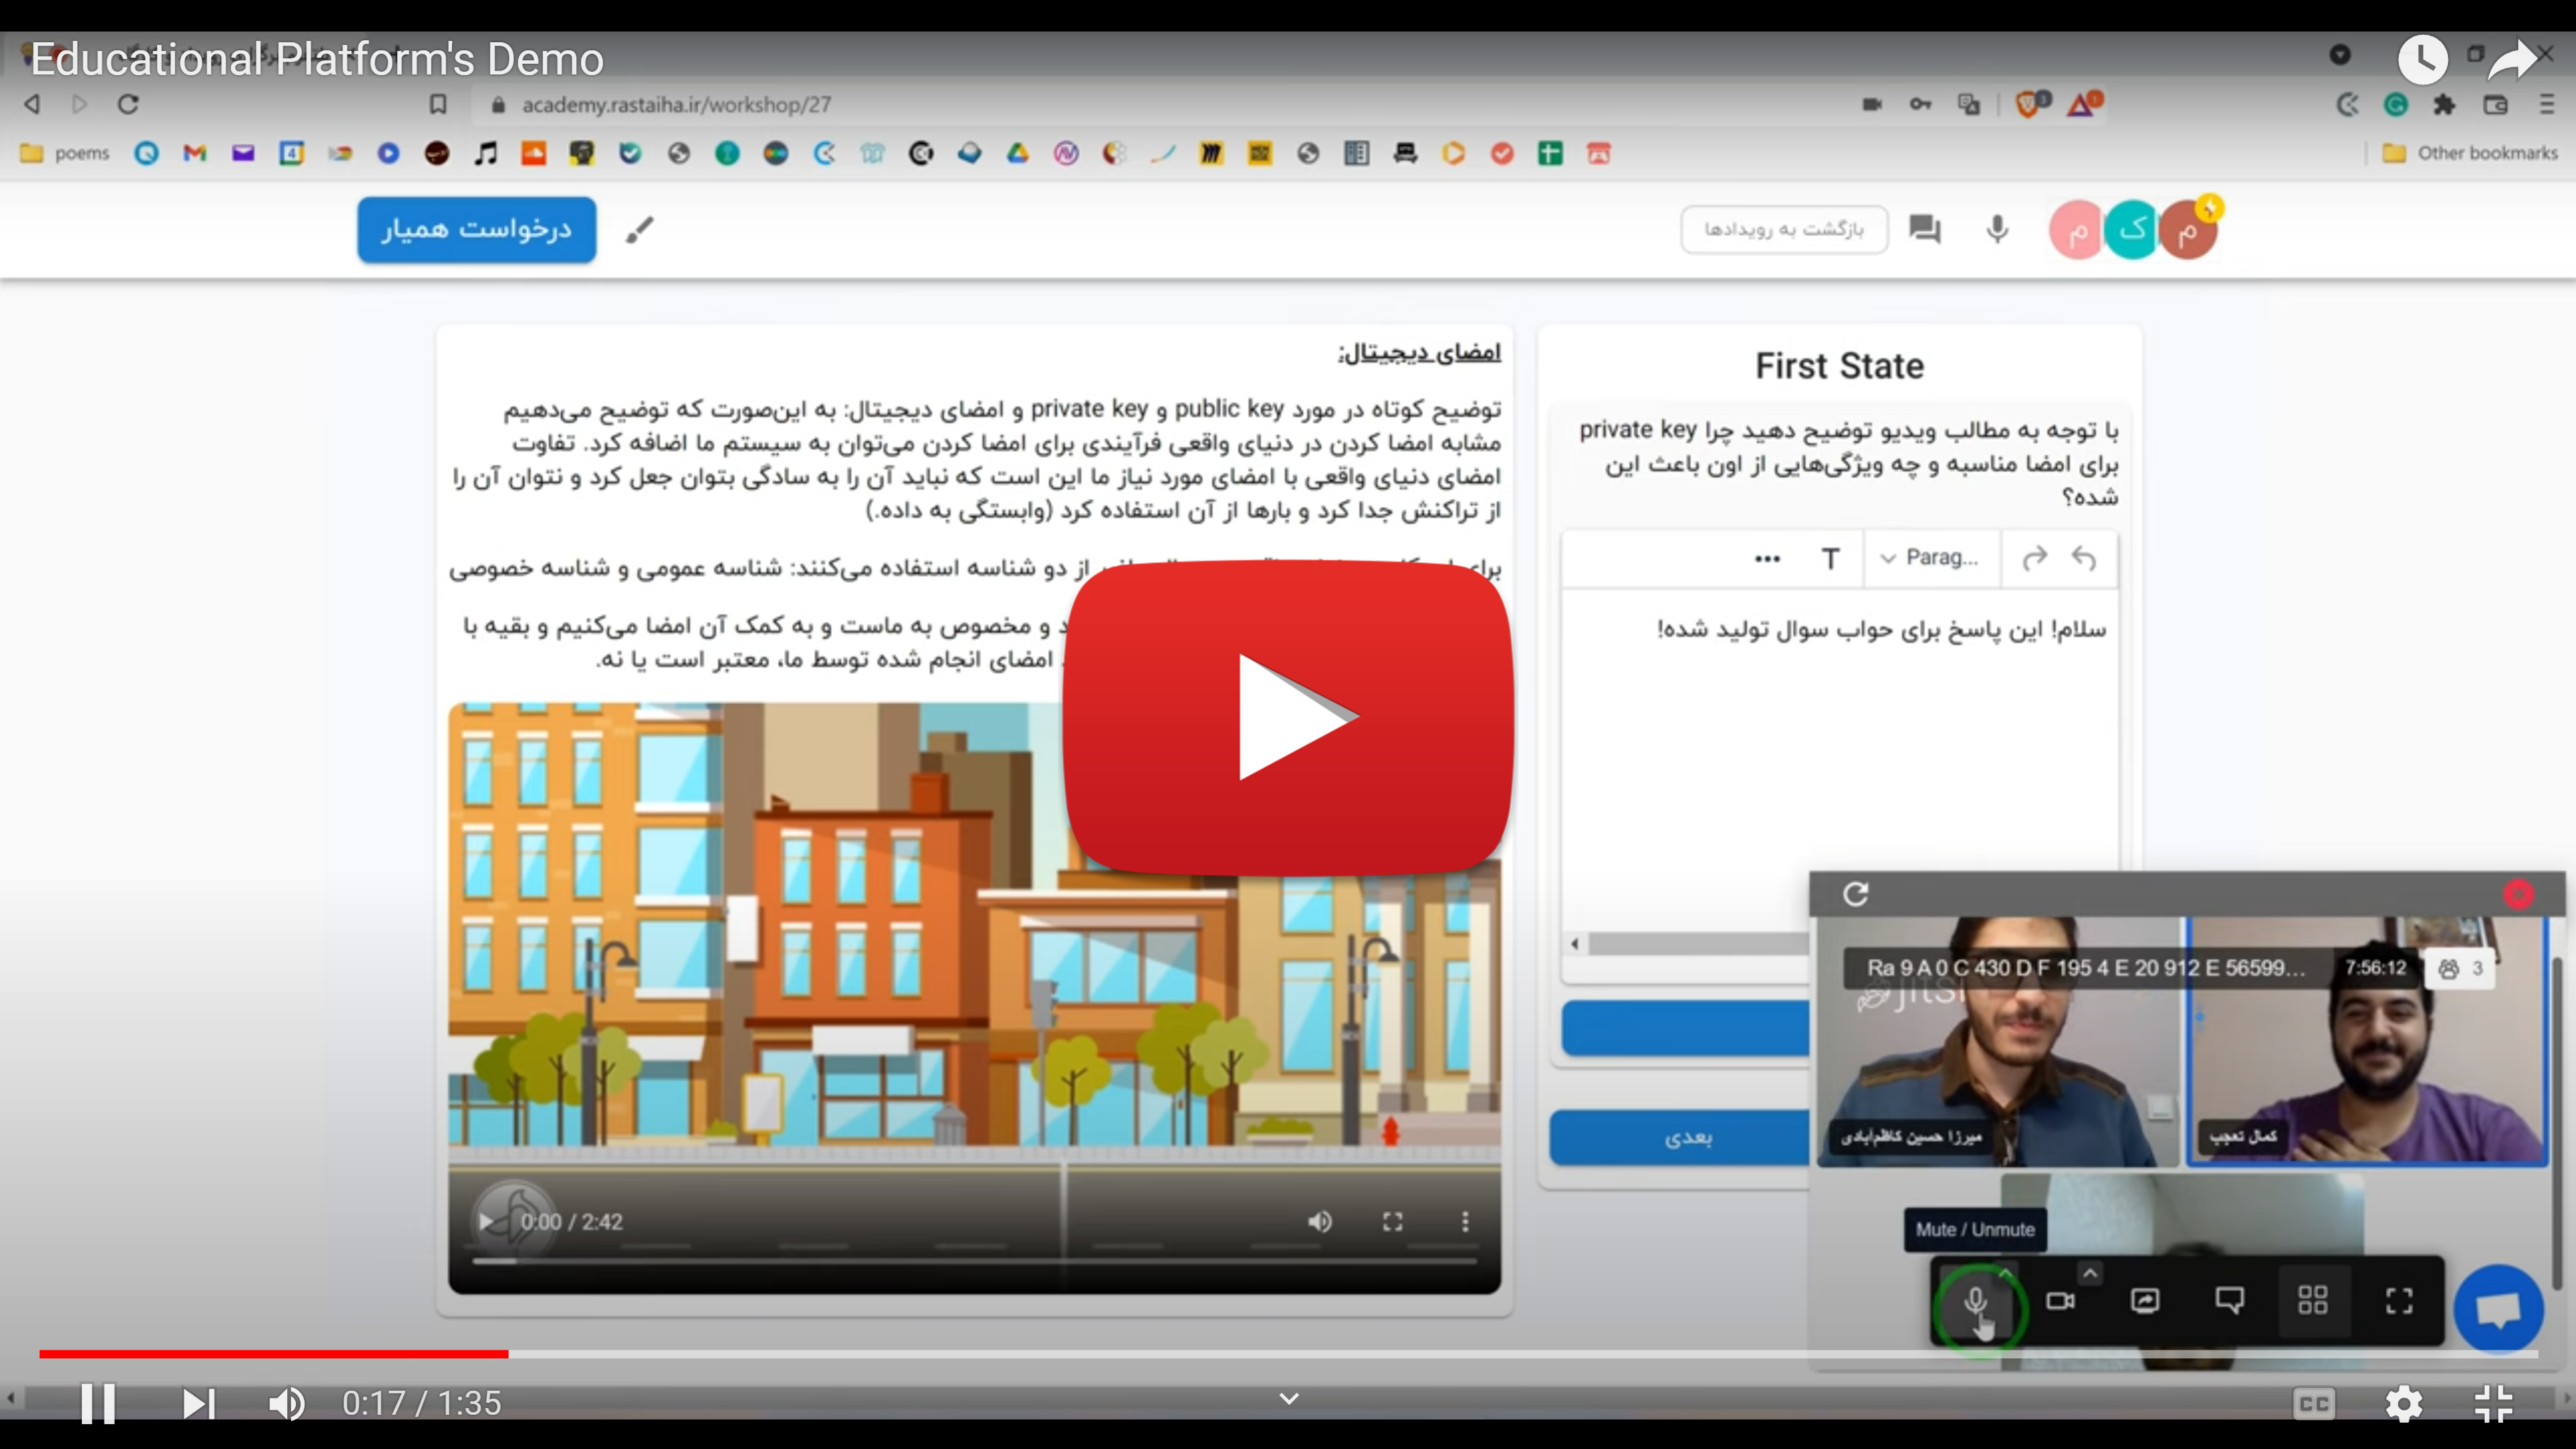 Educational Platform's Demo
academy.rastaiha.ir/workshop/27
poems
Other bookmarks
درخواست همیار
بازگشت به رویدادها
م
ک
م
امضای دیجیتال:
توضیح کوتاه در مورد public key و private key و امضای دیجیتال: به این‌صورت که توضیح می‌دهیم
مشابه امضا کردن در دنیای واقعی فرآیندی برای امضا کردن می‌توان به سیستم ما اضافه کرد. تفاوت
امضای دنیای واقعی با امضای مورد نیاز ما این است که نباید آن را به سادگی بتوان جعل کرد و نتوان آن را
از تراکنش جدا کرد و بارها از آن استفاده کرد (وابستگی به داده.)
برای از دو شناسه استفاده می‌کنند: شناسه عمومی و شناسه خصوصی
و مخصوص به ماست و به کمک آن امضا می‌کنیم و بقیه با
امضای انجام شده توسط ما، معتبر است یا نه.
0:00 / 2:42
First State
با توجه به مطالب ویدیو توضیح دهید چرا private key
برای امضا مناسبه و چه ویژگی‌هایی از اون باعث این
شده؟
T
Parag...
سلام! این پاسخ برای حواب سوال تولید شده!
بعدی
Ra 9 A 0 C 430 D F 195 4 E 20 912 E 56599...
7:56:12
3
میرزا حسین کاظم‌آبادی
کمال تعجب
Mute / Unmute
0:17 / 1:35
CC